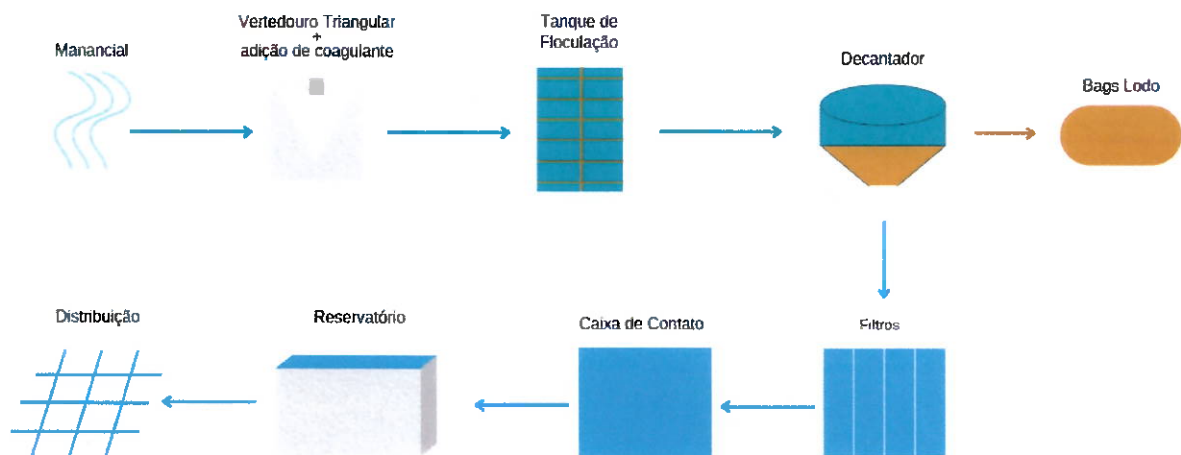 Manancial
Vertedouro Triangular
+
adição de coagulante
Tanque de
Floculação
Decantador
Bags Lodo
Distribuição
Reservatório
Caixa de Contato
Filtros